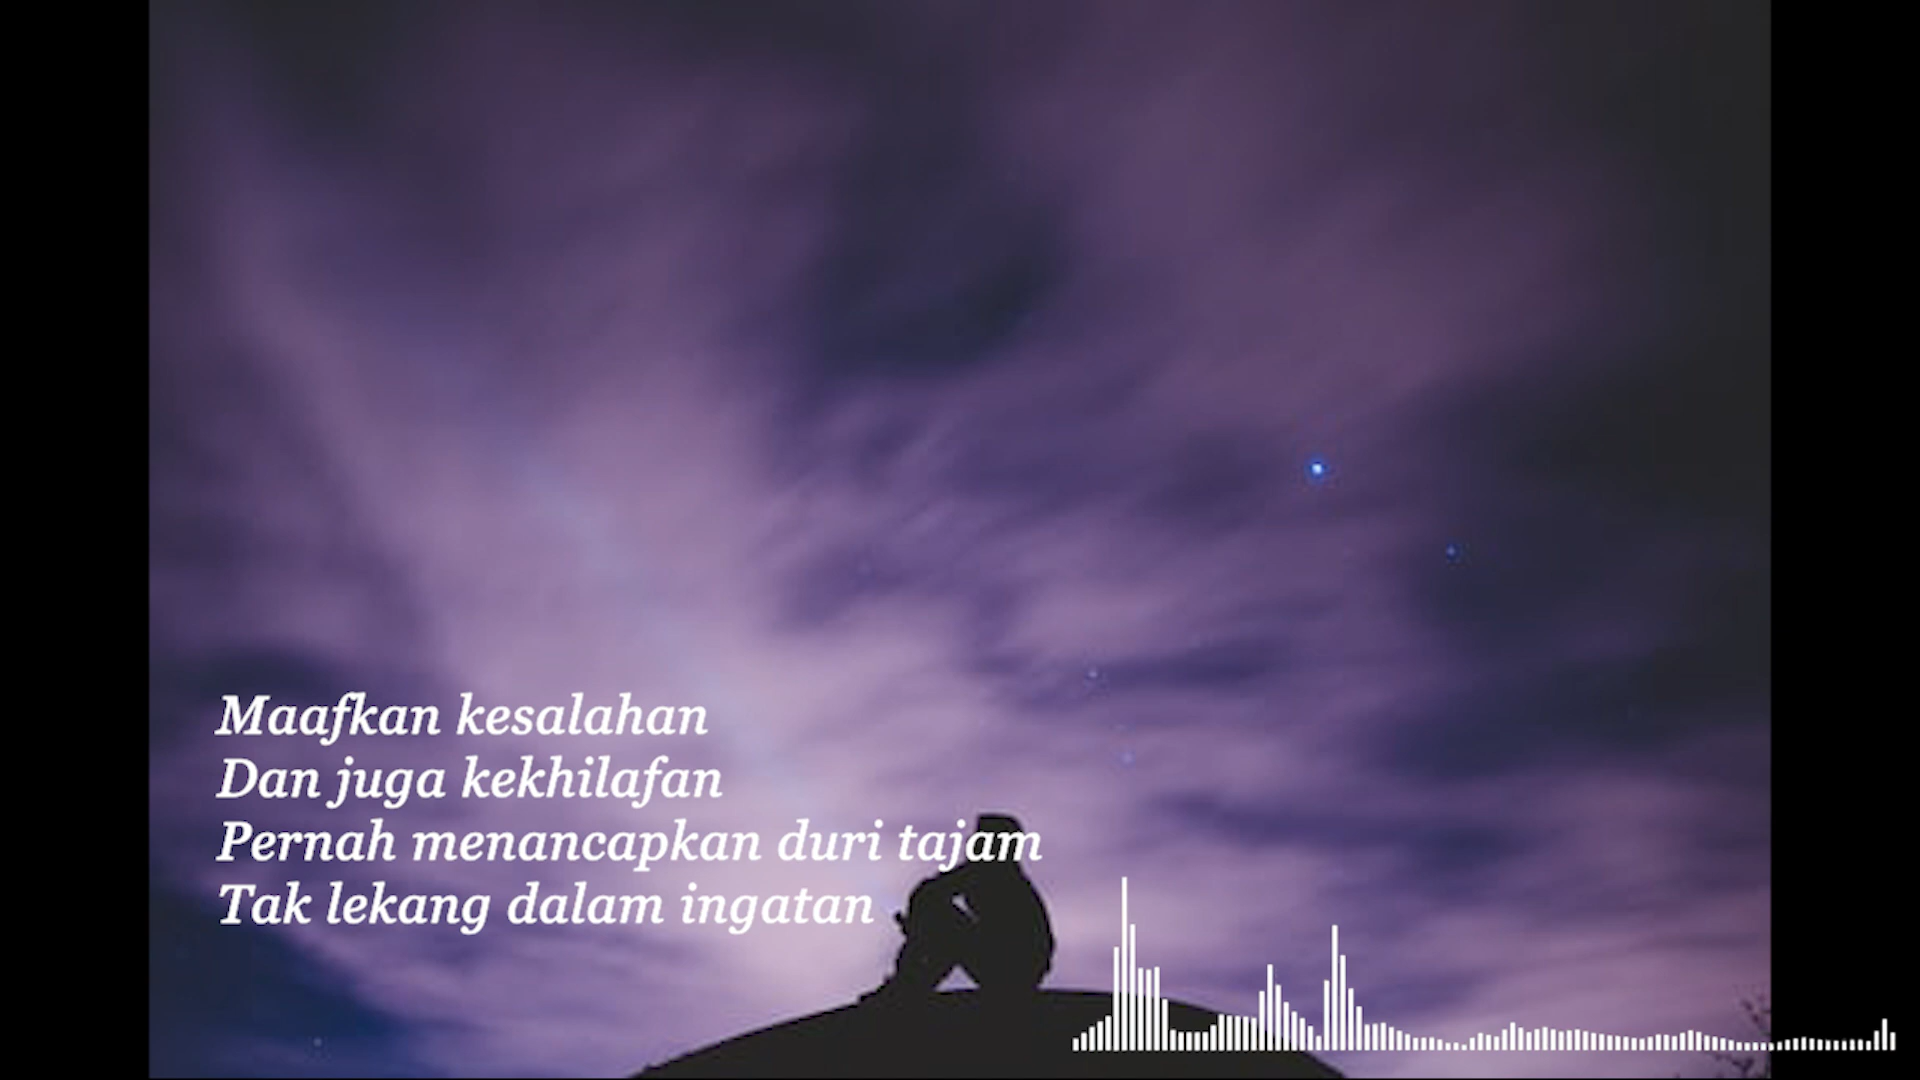 Maafkan kesalahan
Dan juga kekhilafan
Pernah menancapkan duri tajam
Tak lekang dalam ingatan